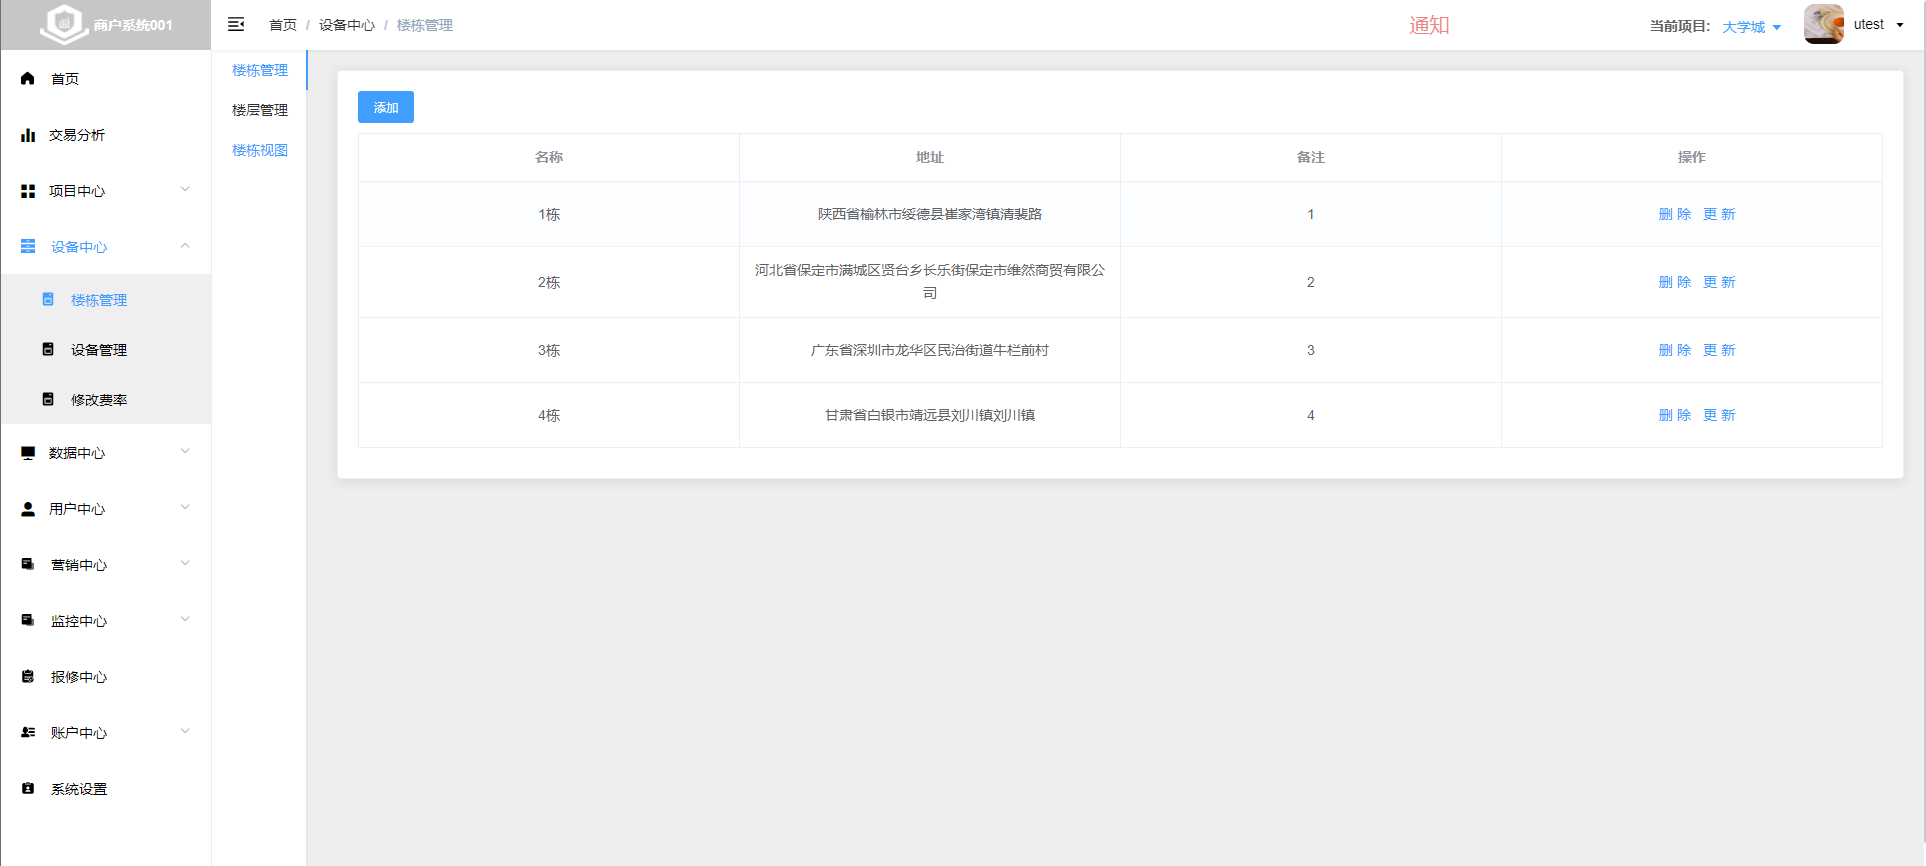 商户系统001
首页 / 设备中心 / 楼栋管理
通知
当前项目: 大学城
utest
首页
交易分析
项目中心
设备中心
楼栋管理
设备管理
修改费率
数据中心
用户中心
营销中心
监控中心
报修中心
账户中心
系统设置
楼栋管理
楼层管理
楼栋视图
添加
名称 地址 备注 操作
1栋 陕西省榆林市绥德县崔家湾镇清裴路 1 删除 更新
2栋 河北省保定市满城区贤台乡长乐街保定市维然商贸有限公
司 2 删除 更新
3栋 广东省深圳市龙华区民治街道牛栏前村 3 删除 更新
4栋 甘肃省白银市靖远县刘川镇刘川镇 4 删除 更新